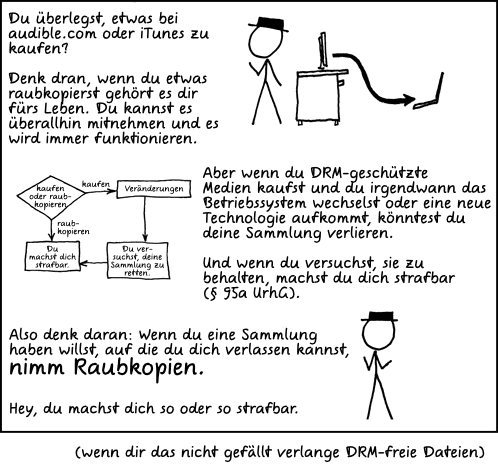 Du überlegst, etwas bei
audible.com oder iTunes zu
kaufen?
Denk dran, wenn du etwas
raubkopierst gehört es dir
fürs Leben. Du kannst es
überallhin mitnehmen und es
wird immer funktionieren.
kaufen
oder raub-
kopieren
kaufen
Veränderungen
raub-
kopieren
Du
machst dich
strafbar.
Du ver-
suchst, deine
Sammlung zu
retten.
Aber wenn du DRM-geschützte
Medien kaufst und du irgendwann das
Betriebssystem wechselst oder eine neue
Technologie aufkommt, könntest du
deine Sammlung verlieren.
Und wenn du versuchst, sie zu
behalten, machst du dich strafbar
(§ 95a UrhG).
Also denk daran: Wenn du eine Sammlung
haben willst, auf die du dich verlassen kannst,
nimm Raubkopien.
Hey, du machst dich so oder so strafbar.
(wenn dir das nicht gefällt verlange DRM-freie Dateien)